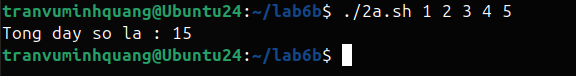 tranvuminhquang@Ubuntu24:~/lab6b$ ./2a.sh 1 2 3 4 5
Tong day so la : 15
tranvuminhquang@Ubuntu24:~/lab6b$